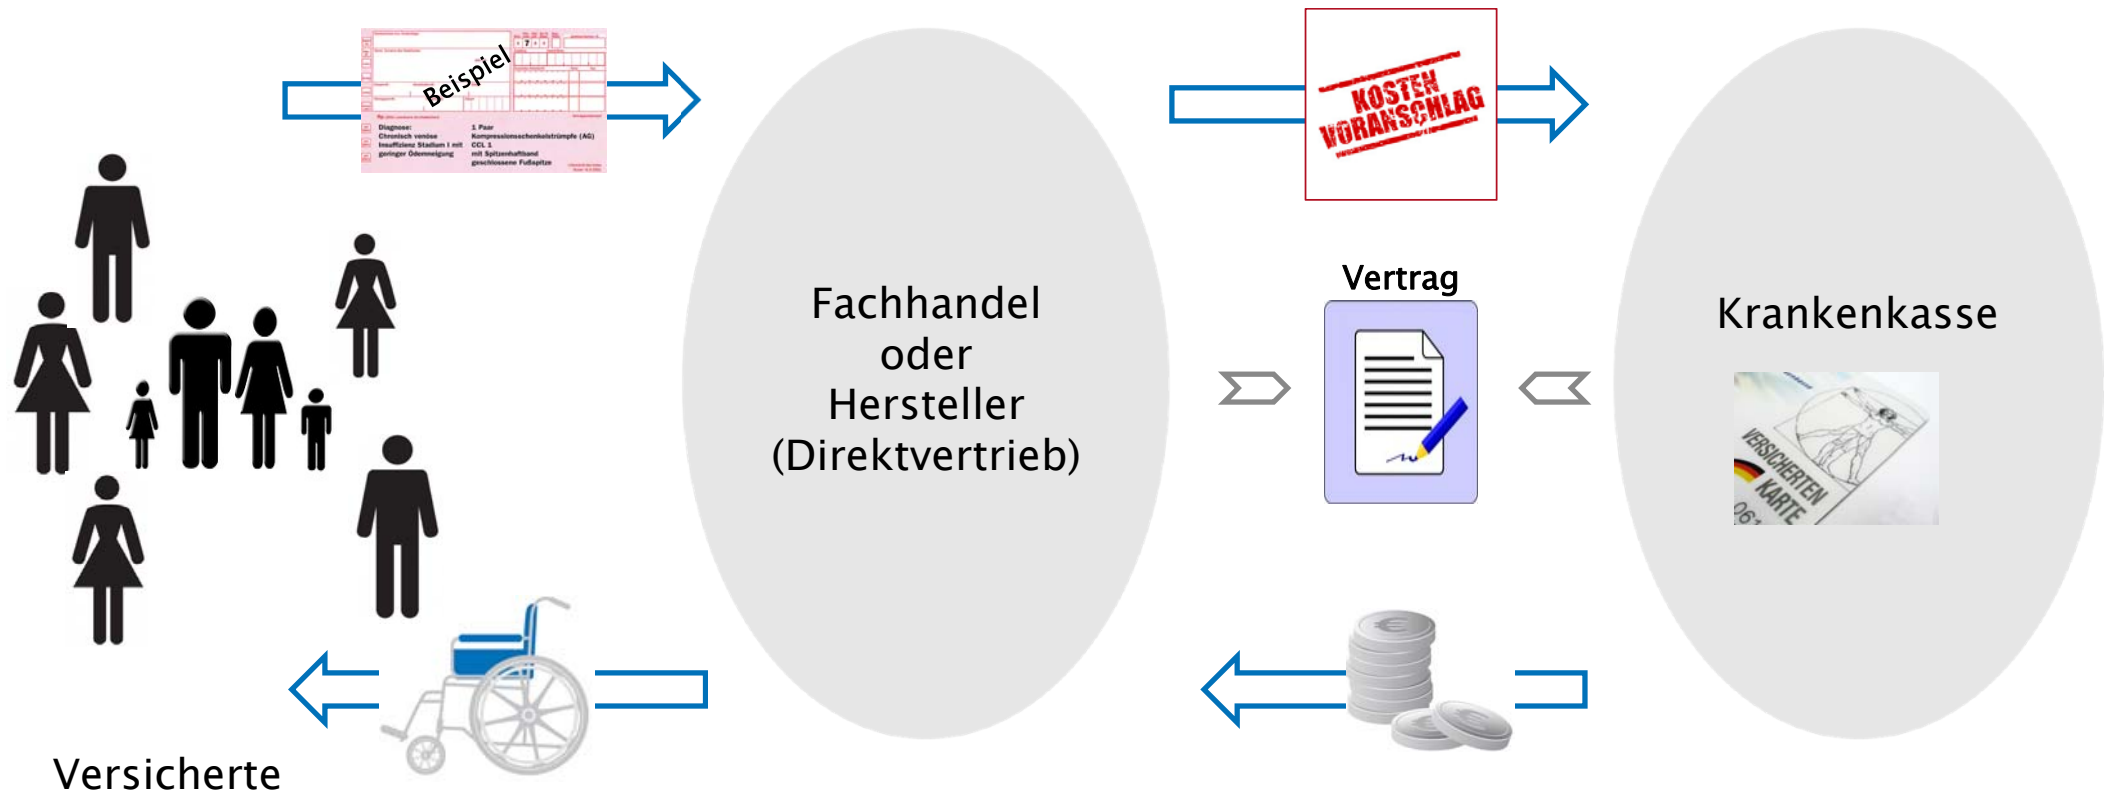 Beispiel
Diagnose:
Chronisch venöse
Insuffizienz Stadium I mit
geringer Ödemneigung
1 Paar
Kompressionsschenkelstrümpfe (AG)
CCL 1
mit Spitzenhaftband
geschlossene Fußspitze
KOSTEN
VORANSCHLAG
Vertrag
Fachhandel
oder
Hersteller
(Direktvertrieb)
Krankenkasse
VERSICHERTEN
KARTE
061
€
€
Versicherte